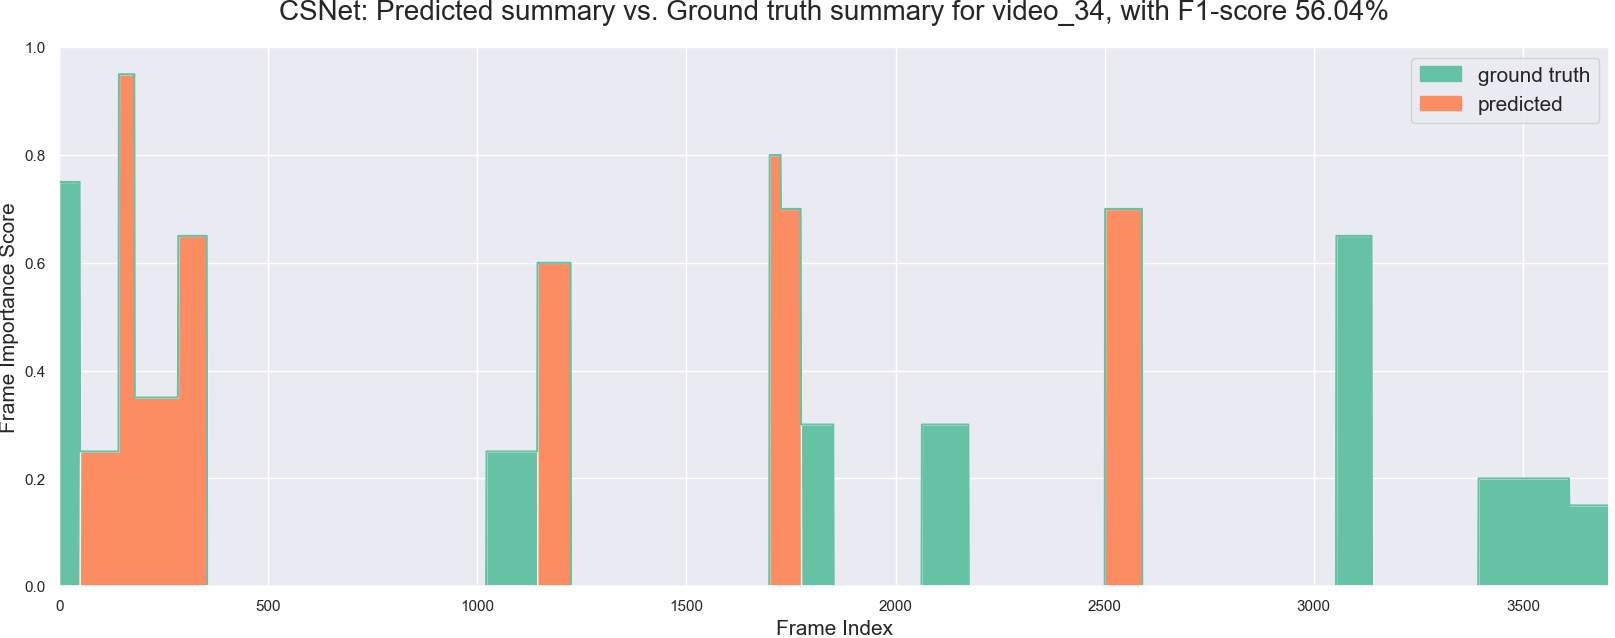 CSNet: Predicted summary vs. Ground truth summary for video_34, with F1-score 56.04%
1.0
0.8
0.6
0.4
0.2
0.0
Frame Importance Score
ground truth
predicted
0 500 1000 1500 2000 2500 3000 3500
Frame Index